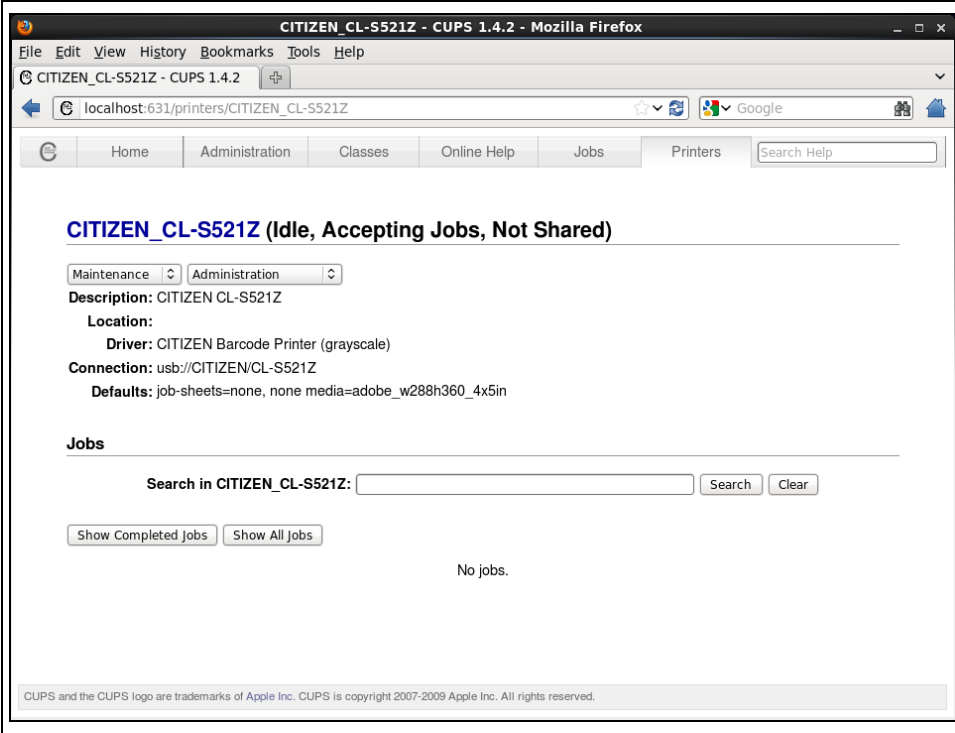 CITIZEN_CL-S521Z - CUPS 1.4.2 - Mozilla Firefox
File Edit View History Bookmarks Tools Help
CITIZEN_CL-S521Z - CUPS 1.4.2
localhost:631/printers/CITIZEN_CL-S521Z Google
Home Administration Classes Online Help Jobs Printers Search Help
CITIZEN_CL-S521Z (Idle, Accepting Jobs, Not Shared)
Maintenance Administration
Description: CITIZEN CL-S521Z
Location:
Driver: CITIZEN Barcode Printer (grayscale)
Connection: usb://CITIZEN/CL-S521Z
Defaults: job-sheets=none, none media=adobe_w288h360_4x5in
Jobs
Search in CITIZEN_CL-S521Z: Search Clear
Show Completed Jobs Show All Jobs
No jobs.
CUPS and the CUPS logo are trademarks of Apple Inc. CUPS is copyright 2007-2009 Apple Inc. All rights reserved.